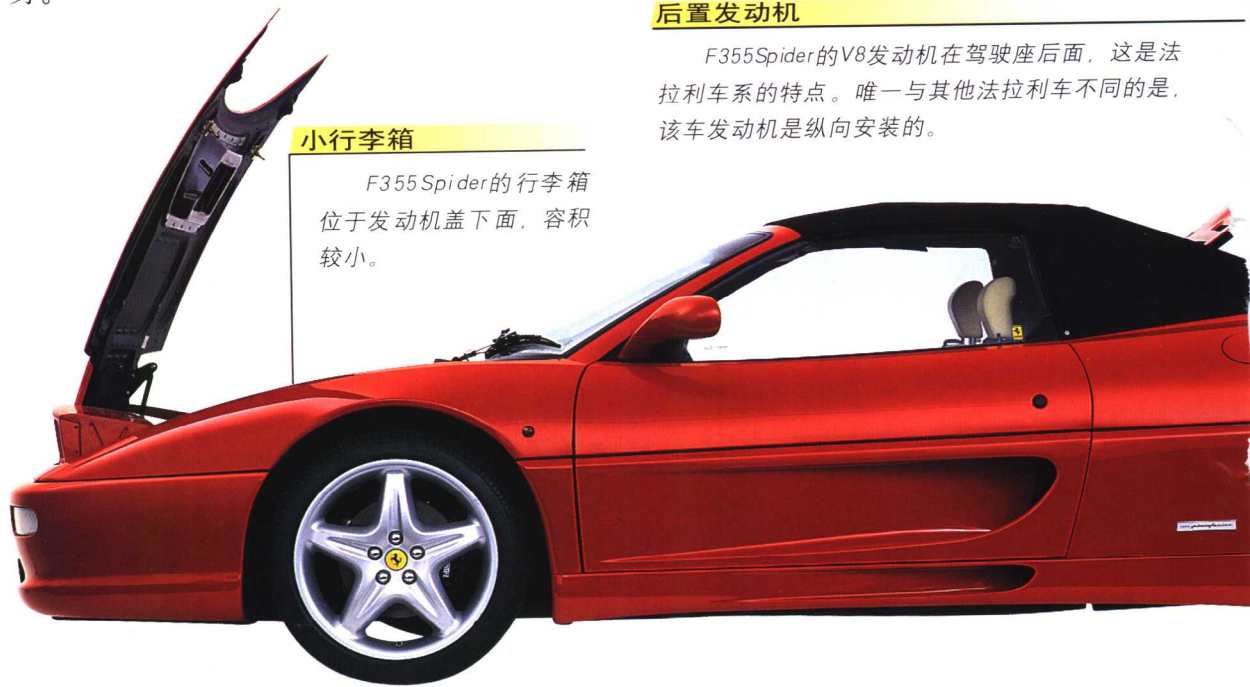 后置发动机
F355Spider的V8发动机在驾驶座后面，这是法
拉利车系的特点。唯一与其他法拉利车不同的是，
该车发动机是纵向安装的。
小行李箱
F355Spider的行李箱
位于发动机盖下面，容积
较小。
pininfarina